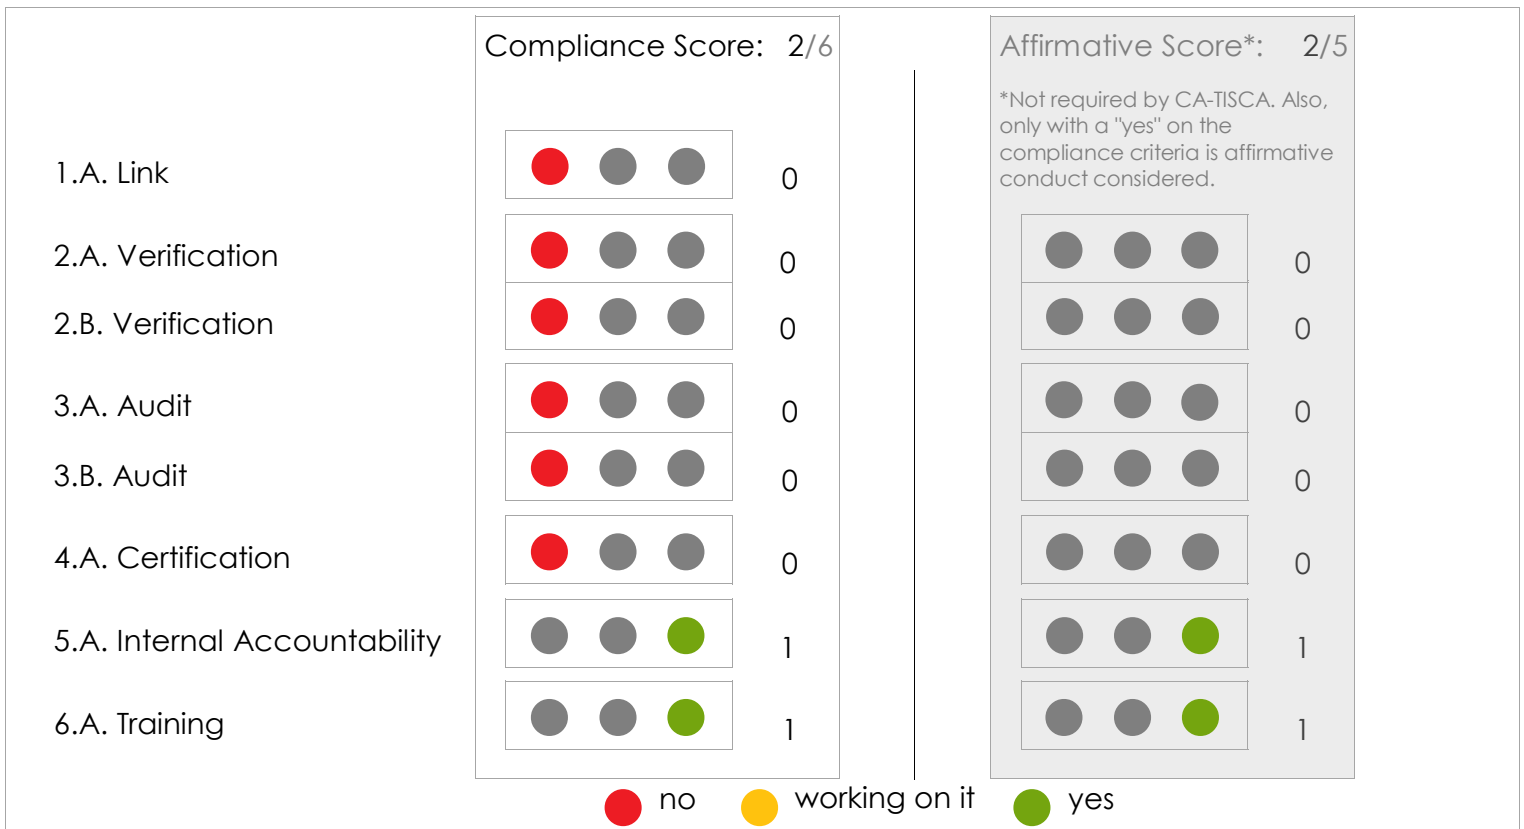 Compliance Score: 2/6
Affirmative Score*: 2/5
*Not required by CA-TISCA. Also,
only with a "yes" on the
compliance criteria is affirmative
conduct considered.
1.A. Link 0
2.A. Verification 0 0
2.B. Verification 0 0
3.A. Audit 0 0
3.B. Audit 0 0
4.A. Certification 0 0
5.A. Internal Accountability 1 1
6.A. Training 1 1
no working on it yes